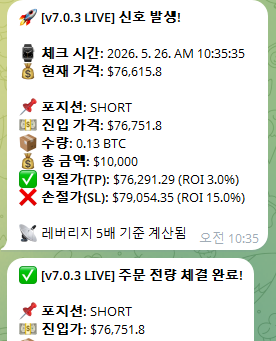 🚀 [v7.0.3 LIVE] 신호 발생!
⌚ 체크 시간: 2026. 5. 26. AM 10:35:35
💰 현재 가격: $76,615.8
📌 포지션: SHORT
💵 진입 가격: $76,751.8
📦 수량: 0.13 BTC
💰 총 금액: $10,000
✅ 익절가(TP): $76,291.29 (ROI 3.0%)
❌ 손절가(SL): $79,054.35 (ROI 15.0%)
📡 레버리지 5배 기준 계산됨
오전 10:35
✅ [v7.0.3 LIVE] 주문 전량 체결 완료!
📌 포지션: SHORT
💵 진입가: $76,751.8